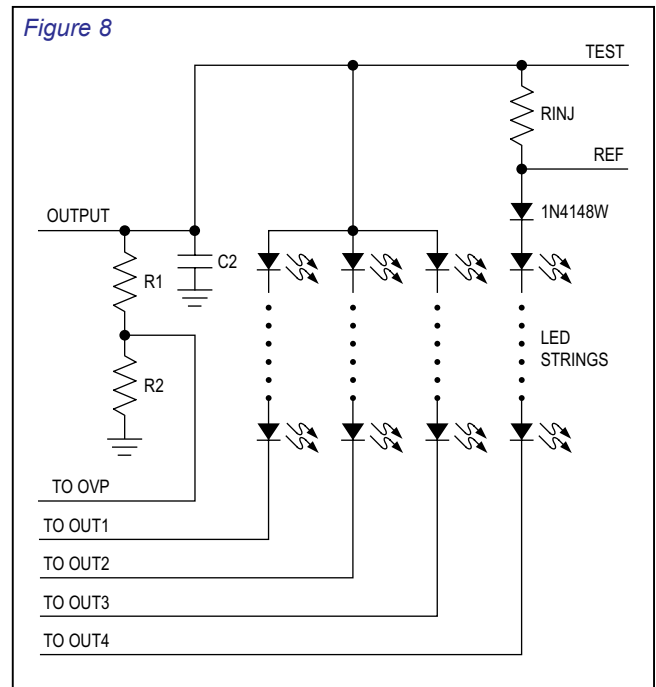 Figure 8
TEST
RINJ
REF
1N4148W
OUTPUT
C2
R1
LED
STRINGS
R2
TO OVP
TO OUT1
TO OUT2
TO OUT3
TO OUT4